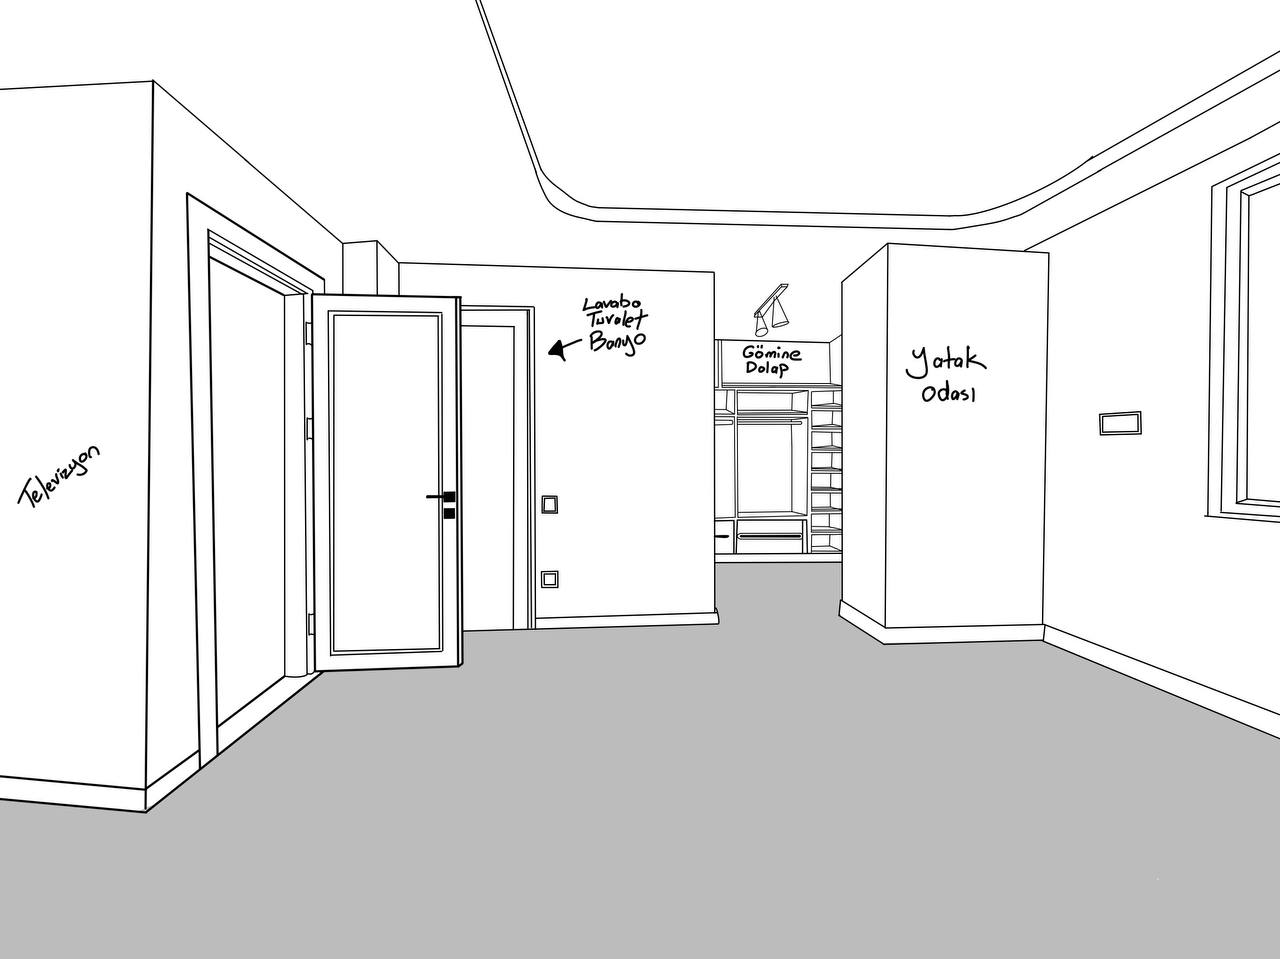 Lavabo
Tuvalet
Banyo
Gömine
Dolap
Yatak
Odası
Televizyon